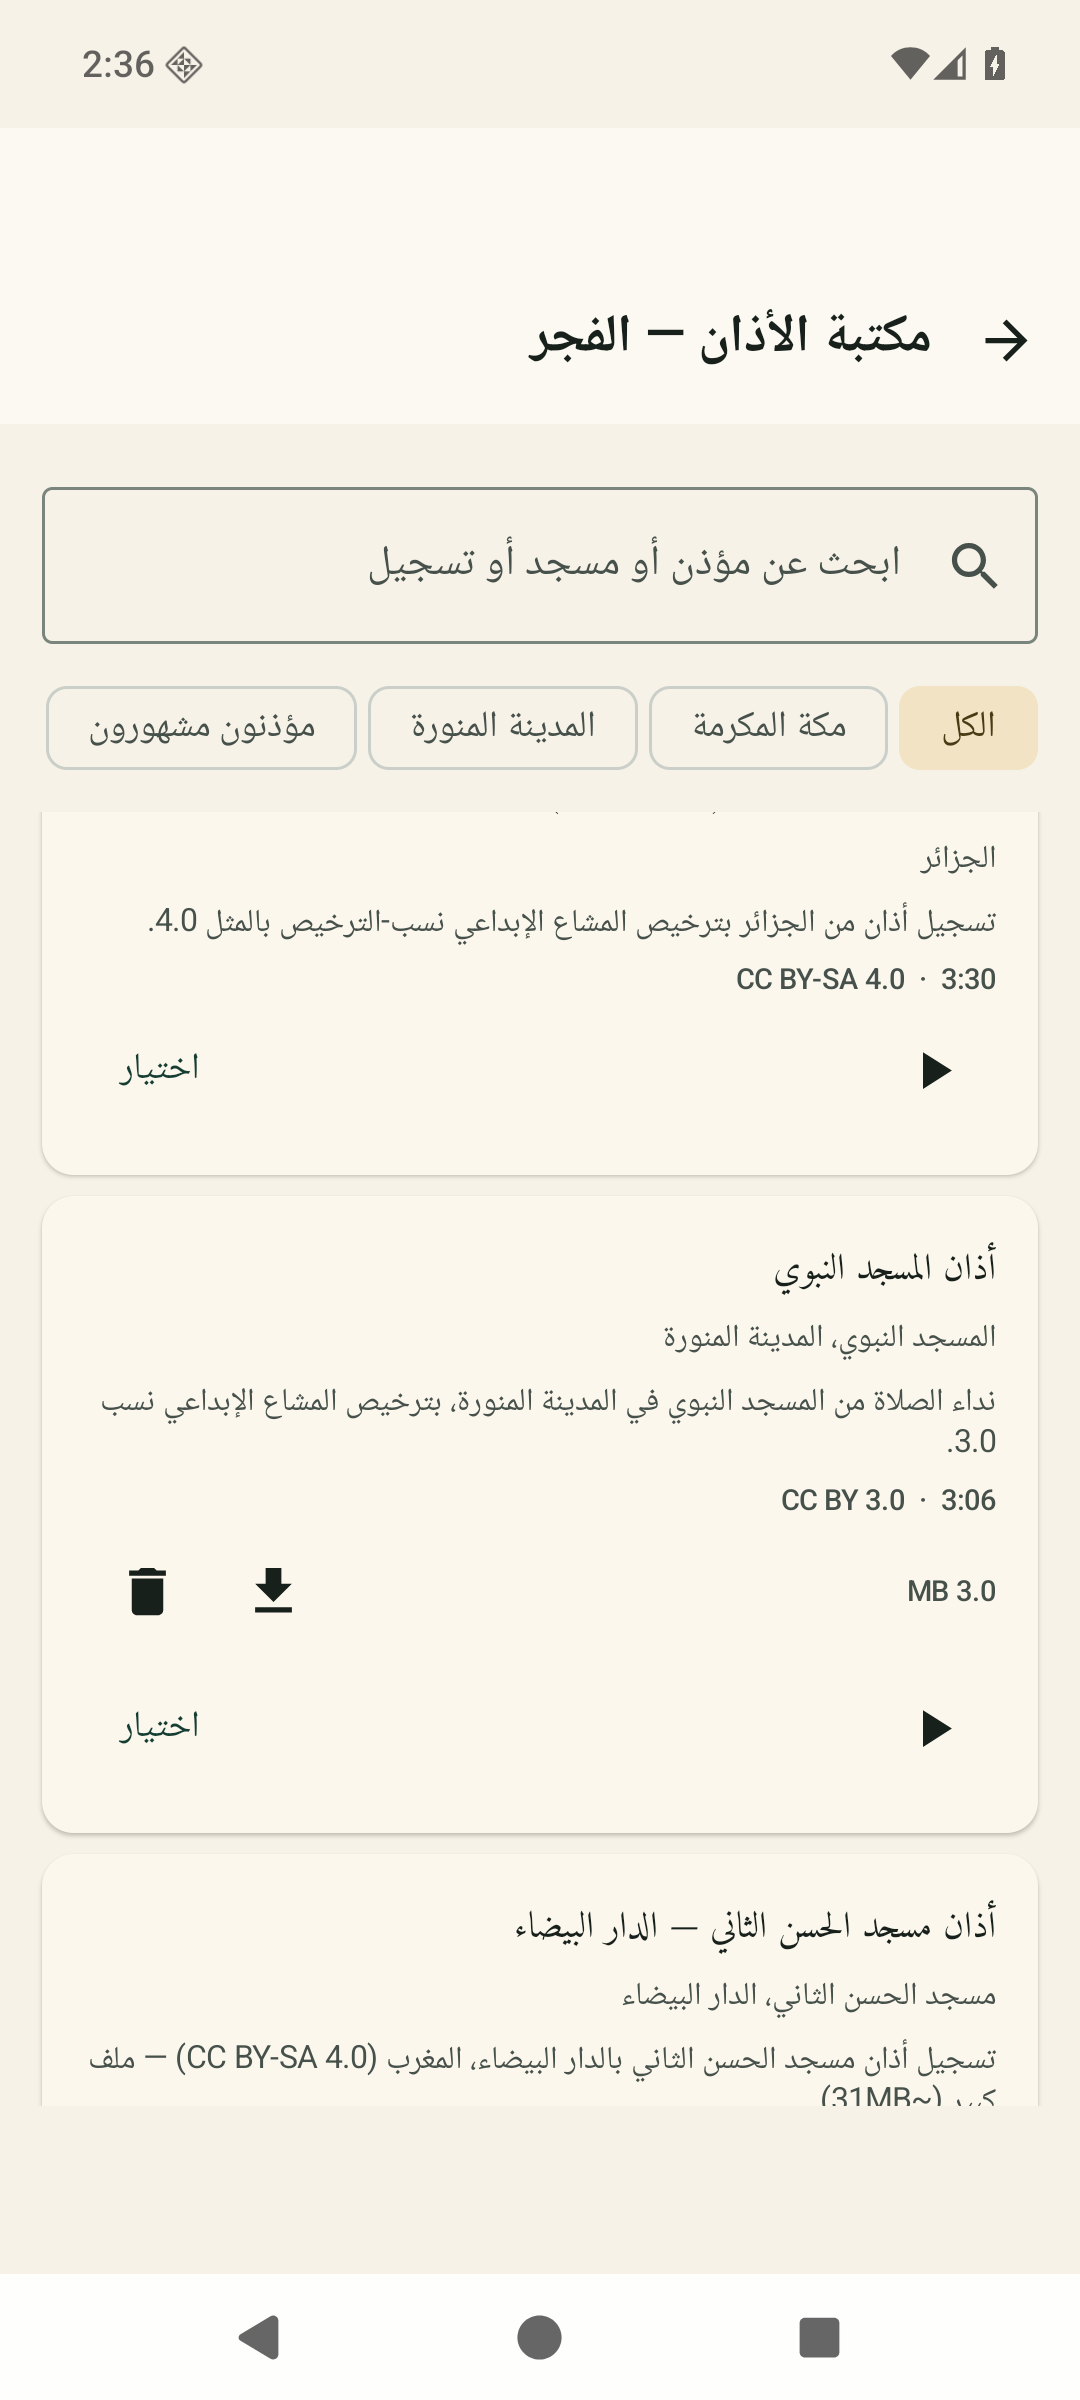 2:36
مكتبة الأذان — الفجر
ابحث عن مؤذن أو مسجد أو تسجيل
الكل
مكة المكرمة
المدينة المنورة
مؤذنون مشهورون
الجزائر
تسجيل أذان من الجزائر بترخيص المشاع الإبداعي نسب-الترخيص بالمثل 4.0.
3:30 · CC BY-SA 4.0
اختيار
أذان المسجد النبوي
المسجد النبوي، المدينة المنورة
نداء الصلاة من المسجد النبوي في المدينة المنورة، بترخيص المشاع الإبداعي نسب
3.0.
3:06 · CC BY 3.0
3.0 MB
اختيار
أذان مسجد الحسن الثاني — الدار البيضاء
مسجد الحسن الثاني، الدار البيضاء
تسجيل أذان مسجد الحسن الثاني بالدار البيضاء، المغرب (CC BY-SA 4.0) — ملف
كبير (~31MB)